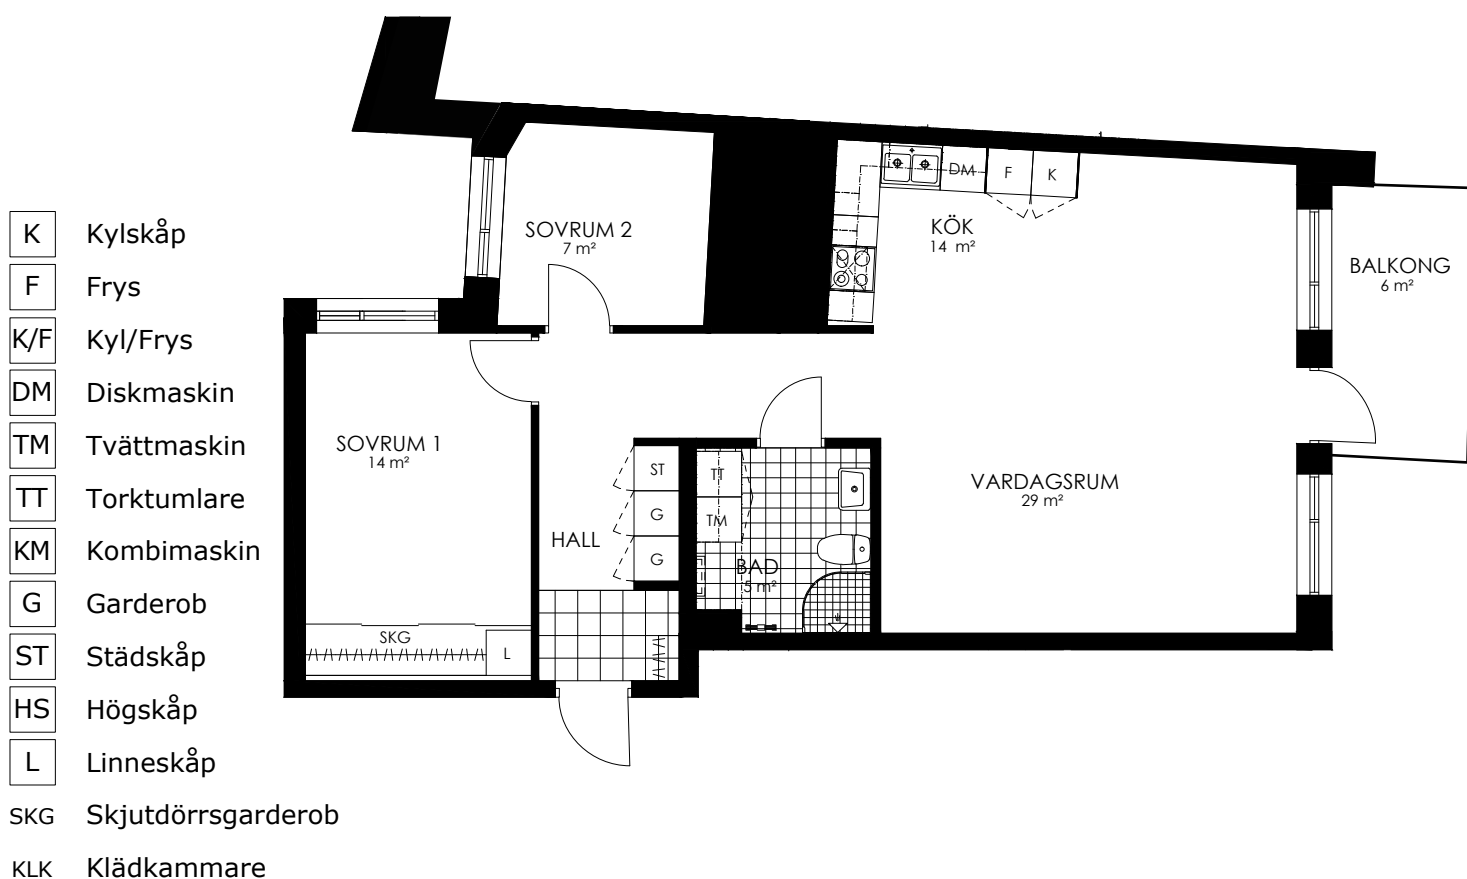 K Kylskåp
F Frys
K/F Kyl/Frys
DM Diskmaskin
TM Tvättmaskin
TT Torktumlare
KM Kombimaskin
G Garderob
ST Städskåp
HS Högskåp
L Linneskåp
SKG Skjutdörrsgarderob
KLK Klädkammare
SOVRUM 2
7 m²
DM
F
K
KÖK
14 m²
BALKONG
6 m²
SOVRUM 1
14 m²
SKG
L
HALL
ST
G
G
TT
TM
BAD
5 m²
VARDAGSRUM
29 m²